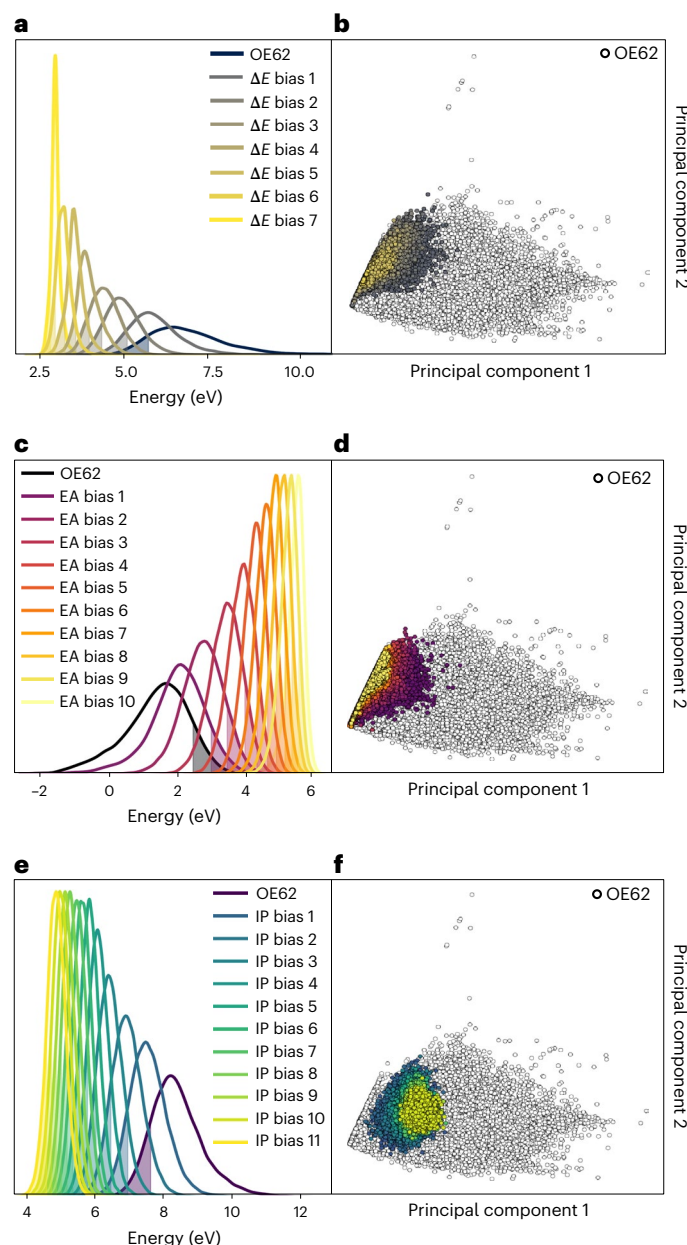 a
OE62
ΔE bias 1
ΔE bias 2
ΔE bias 3
ΔE bias 4
ΔE bias 5
ΔE bias 6
ΔE bias 7
2.5 5.0 7.5 10.0
Energy (eV)
b
OE62
Principal component 1
Principal component 2
c
OE62
EA bias 1
EA bias 2
EA bias 3
EA bias 4
EA bias 5
EA bias 6
EA bias 7
EA bias 8
EA bias 9
EA bias 10
–2 0 2 4 6
Energy (eV)
d
OE62
Principal component 1
Principal component 2
e
OE62
IP bias 1
IP bias 2
IP bias 3
IP bias 4
IP bias 5
IP bias 6
IP bias 7
IP bias 8
IP bias 9
IP bias 10
IP bias 11
4 6 8 10 12
Energy (eV)
f
OE62
Principal component 1
Principal component 2